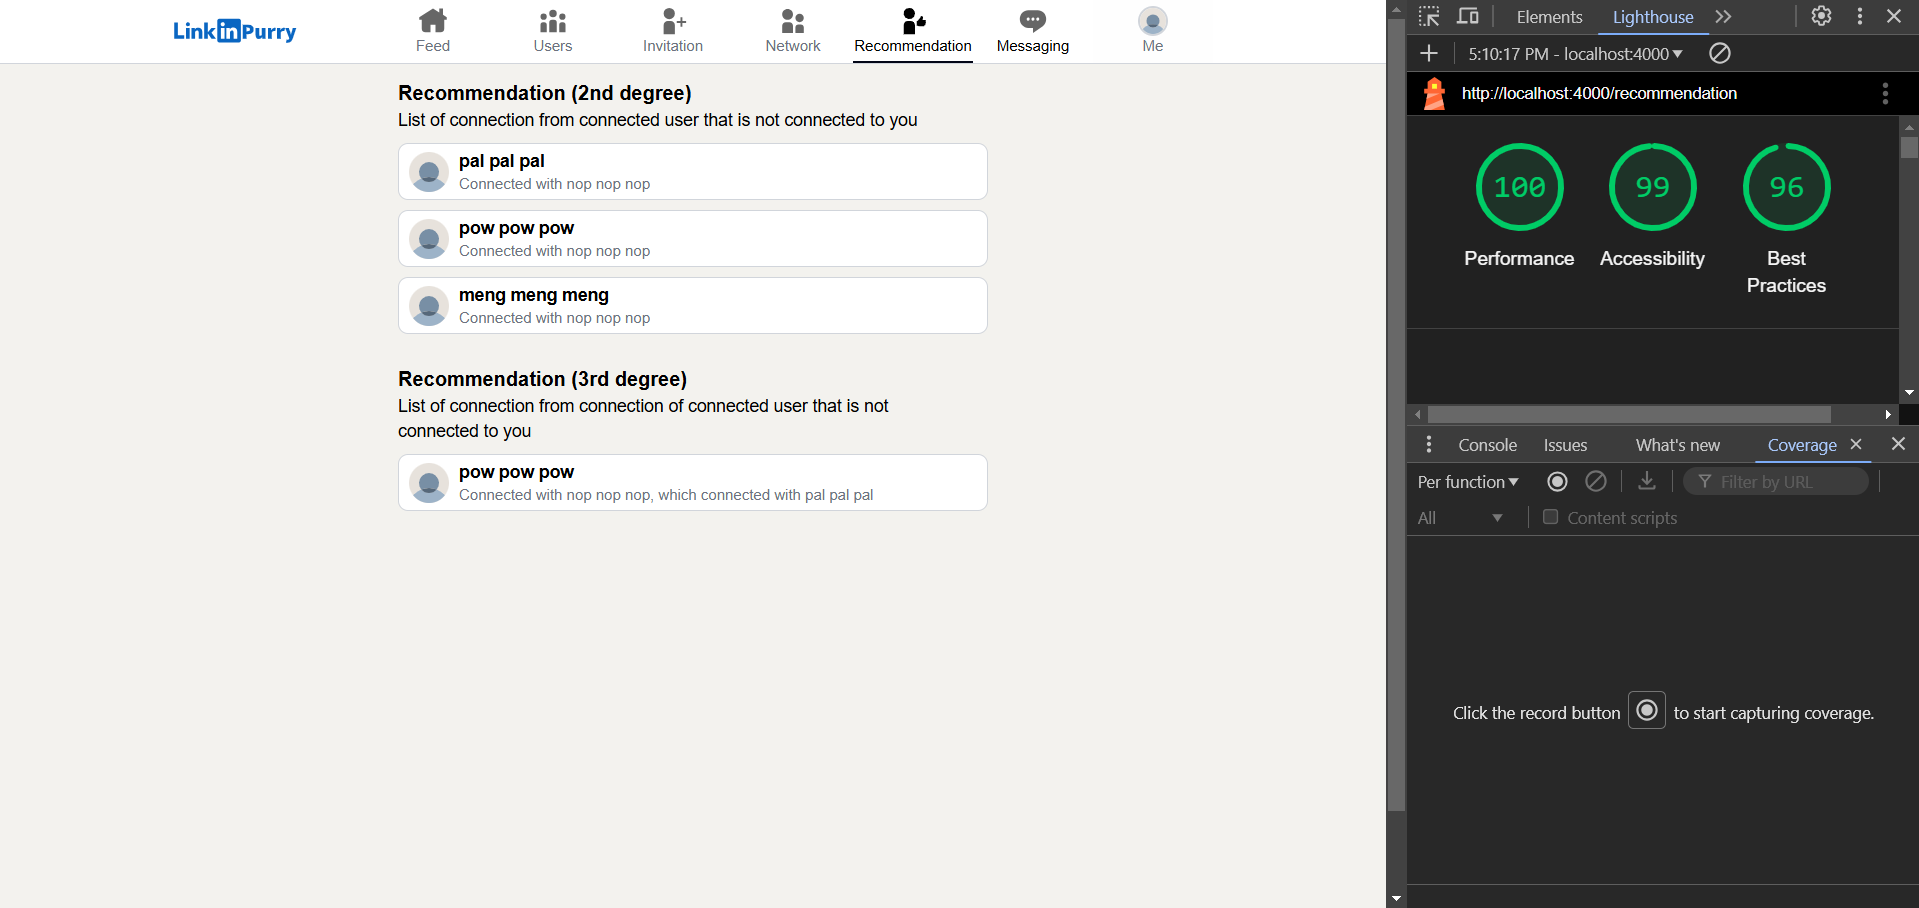 LinkinPurry
Feed
Users
Invitation
Network
Recommendation
Messaging
Me
Recommendation (2nd degree)
List of connection from connected user that is not connected to you
pal pal pal
Connected with nop nop nop
pow pow pow
Connected with nop nop nop
meng meng meng
Connected with nop nop nop
Recommendation (3rd degree)
List of connection from connection of connected user that is not
connected to you
pow pow pow
Connected with nop nop nop, which connected with pal pal pal
Elements
Lighthouse
5:10:17 PM - localhost:4000
http://localhost:4000/recommendation
100
99
96
Performance
Accessibility
Best
Practices
Console
Issues
What's new
Coverage
Per function
Filter by URL
All
Content scripts
Click the record button to start capturing coverage.